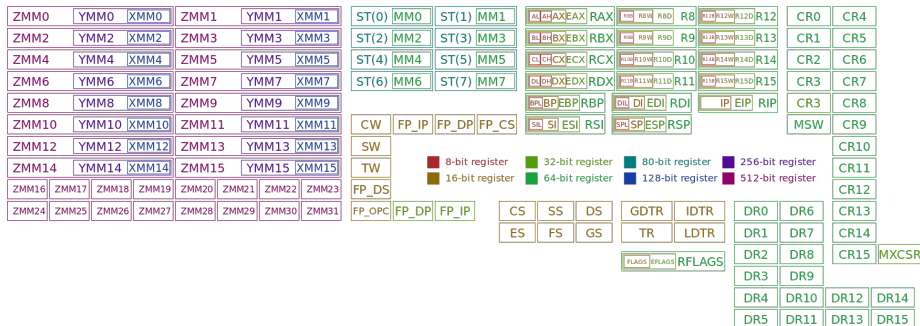 ZMM0 YMM0 XMM0 ZMM1 YMM1 XMM1 ST(0) MM0 ST(1) MM1 AL AH AX EAX RAX R8B R8W R8D R8 R12B R12W R12D R12 CR0 CR4
ZMM2 YMM2 XMM2 ZMM3 YMM3 XMM3 ST(2) MM2 ST(3) MM3 BL BH BX EBX RBX R9B R9W R9D R9 R13B R13W R13D R13 CR1 CR5
ZMM4 YMM4 XMM4 ZMM5 YMM5 XMM5 ST(4) MM4 ST(5) MM5 CL CH CX ECX RCX R10B R10W R10D R10 R14B R14W R14D R14 CR2 CR6
ZMM6 YMM6 XMM6 ZMM7 YMM7 XMM7 ST(6) MM6 ST(7) MM7 DL DH DX EDX RDX R11B R11W R11D R11 R15B R15W R15D R15 CR3 CR7
ZMM8 YMM8 XMM8 ZMM9 YMM9 XMM9 BPL BP EBP RBP DIL DI EDI RDI IP EIP RIP CR3 CR8
ZMM10 YMM10 XMM10 ZMM11 YMM11 XMM11 CW FP_IP FP_DP FP_CS SIL SI ESI RSI SPL SP ESP RSP MSW CR9
ZMM12 YMM12 XMM12 ZMM13 YMM13 XMM13 SW CR10
ZMM14 YMM14 XMM14 ZMM15 YMM15 XMM15 TW 8-bit register 32-bit register 80-bit register 256-bit register CR11
ZMM16 ZMM17 ZMM18 ZMM19 ZMM20 ZMM21 ZMM22 ZMM23 FP_DS 16-bit register 64-bit register 128-bit register 512-bit register CR12
ZMM24 ZMM25 ZMM26 ZMM27 ZMM28 ZMM29 ZMM30 ZMM31 FP_OPC FP_DP FP_IP CS SS DS GDTR IDTR DR0 DR6 CR13
ES FS GS TR LDTR DR1 DR7 CR14
FLAGS EFLAGS RFLAGS DR2 DR8 CR15 MXCSR
DR3 DR9
DR4 DR10 DR12 DR14
DR5 DR11 DR13 DR15